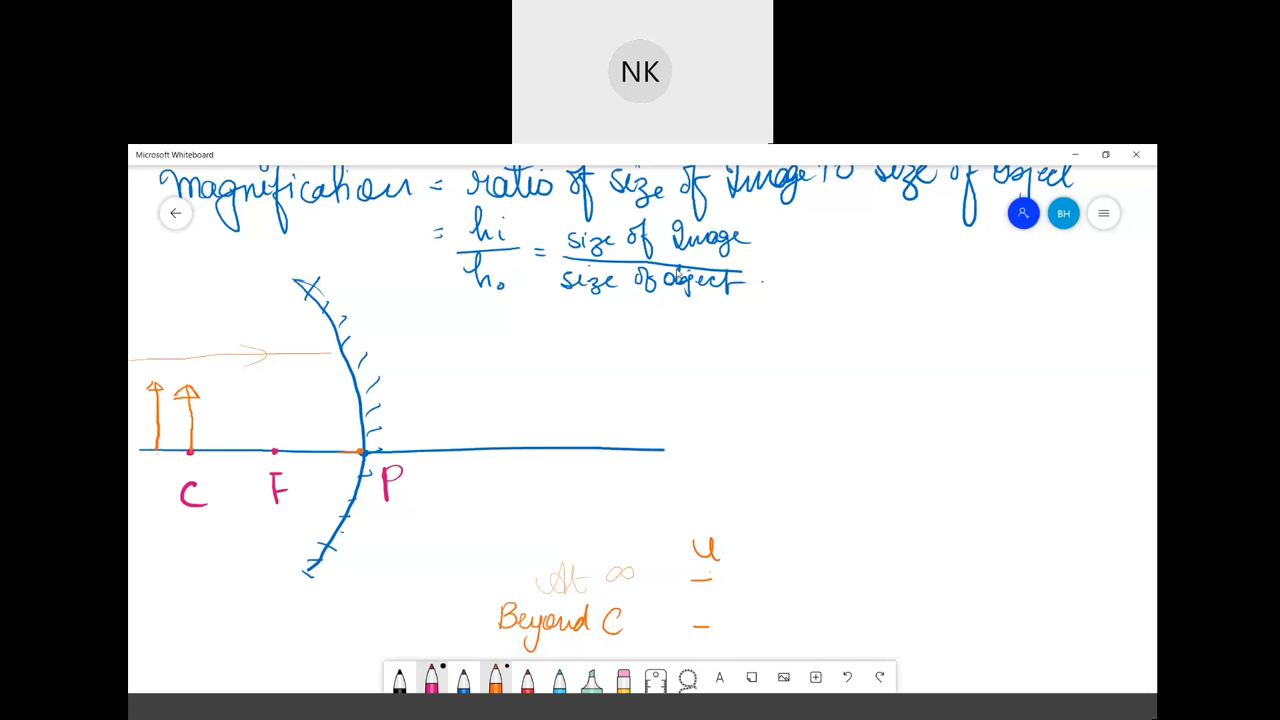 NK
Microsoft Whiteboard
Magnification = ratio of size of Image to size of object
BH
= hi/ho = size of Image/size of object.
C F P
u
At ∞ -
Beyond C -
A